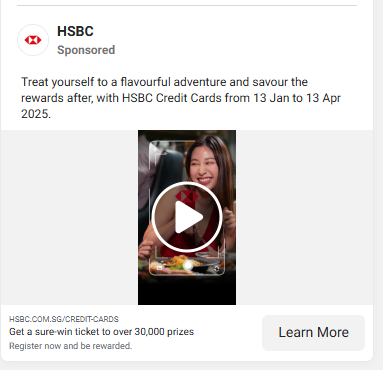 HSBC
Sponsored
Treat yourself to a flavourful adventure and savour the
rewards after, with HSBC Credit Cards from 13 Jan to 13 Apr
2025.
HSBC.COM.SG/CREDIT-CARDS
Get a sure-win ticket to over 30,000 prizes
Register now and be rewarded.
Learn More